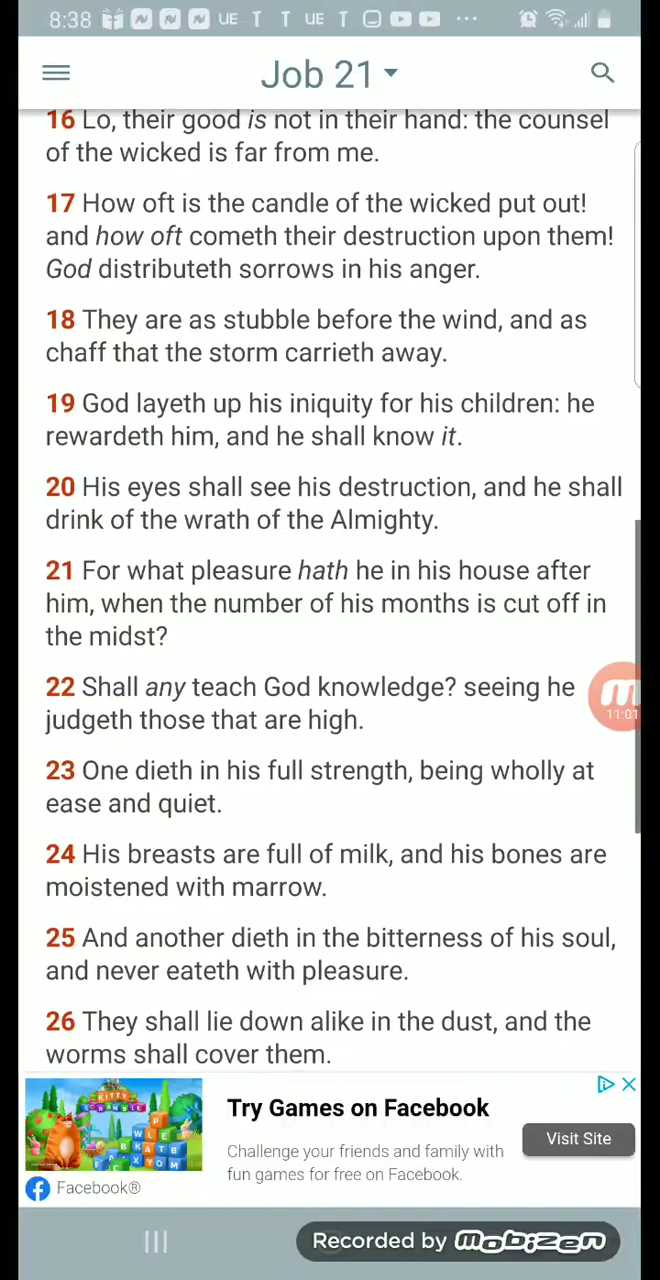 8:38 UE T T UE T ...
Job 21
16 Lo, their good is not in their hand: the counsel
of the wicked is far from me.
17 How oft is the candle of the wicked put out!
and how oft cometh their destruction upon them!
God distributeth sorrows in his anger.
18 They are as stubble before the wind, and as
chaff that the storm carrieth away.
19 God layeth up his iniquity for his children: he
rewardeth him, and he shall know it.
20 His eyes shall see his destruction, and he shall
drink of the wrath of the Almighty.
21 For what pleasure hath he in his house after
him, when the number of his months is cut off in
the midst?
22 Shall any teach God knowledge? seeing he
judgeth those that are high.
11:01
23 One dieth in his full strength, being wholly at
ease and quiet.
24 His breasts are full of milk, and his bones are
moistened with marrow.
25 And another dieth in the bitterness of his soul,
and never eateth with pleasure.
26 They shall lie down alike in the dust, and the
worms shall cover them.
KITTY
SCRAMBLE
Try Games on Facebook
Visit Site
Challenge your friends and family with
fun games for free on Facebook.
Facebook®
Recorded by mobizen